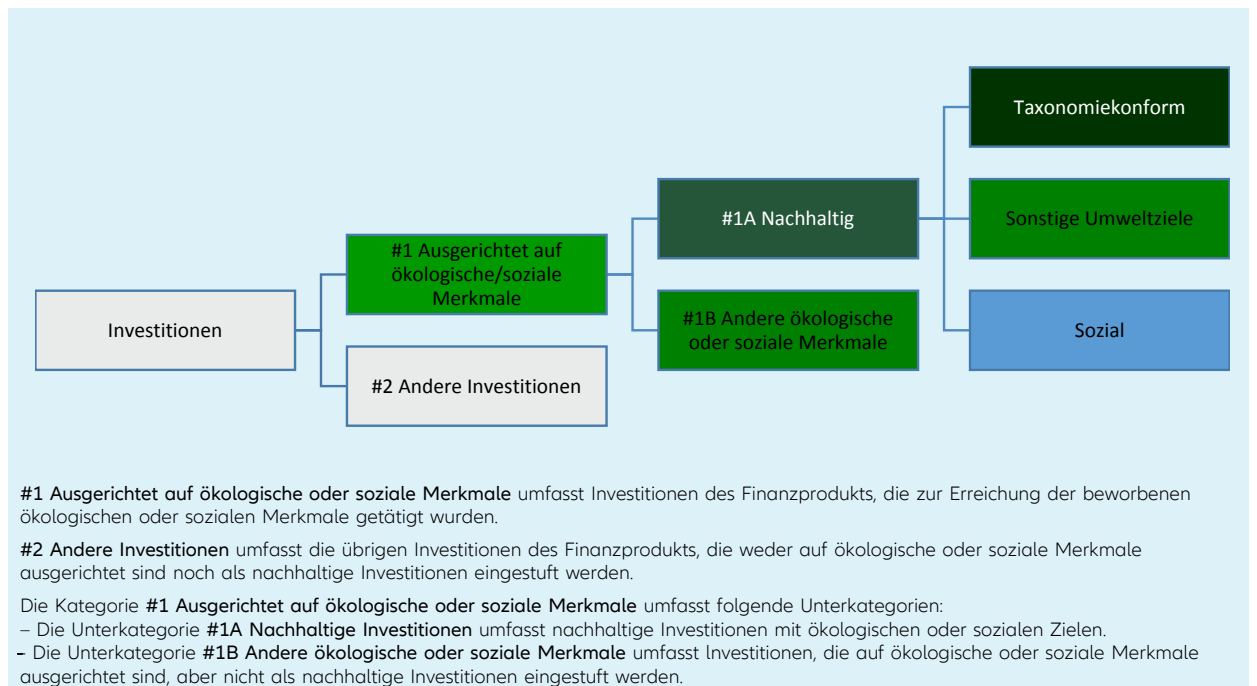 Taxonomiekonform
#1A Nachhaltig
Sonstige Umweltziele
#1 Ausgerichtet auf
ökologische/soziale
Merkmale
Investitionen
#1B Andere ökologische
oder soziale Merkmale
Sozial
#2 Andere Investitionen
#1 Ausgerichtet auf ökologische oder soziale Merkmale umfasst Investitionen des Finanzprodukts, die zur Erreichung der beworbenen
ökologischen oder sozialen Merkmale getätigt wurden.
#2 Andere Investitionen umfasst die übrigen Investitionen des Finanzprodukts, die weder auf ökologische oder soziale Merkmale
ausgerichtet sind noch als nachhaltige Investitionen eingestuft werden.
Die Kategorie #1 Ausgerichtet auf ökologische oder soziale Merkmale umfasst folgende Unterkategorien:
– Die Unterkategorie #1A Nachhaltige Investitionen umfasst nachhaltige Investitionen mit ökologischen oder sozialen Zielen.
- Die Unterkategorie #1B Andere ökologische oder soziale Merkmale umfasst Investitionen, die auf ökologische oder soziale Merkmale
ausgerichtet sind, aber nicht als nachhaltige Investitionen eingestuft werden.